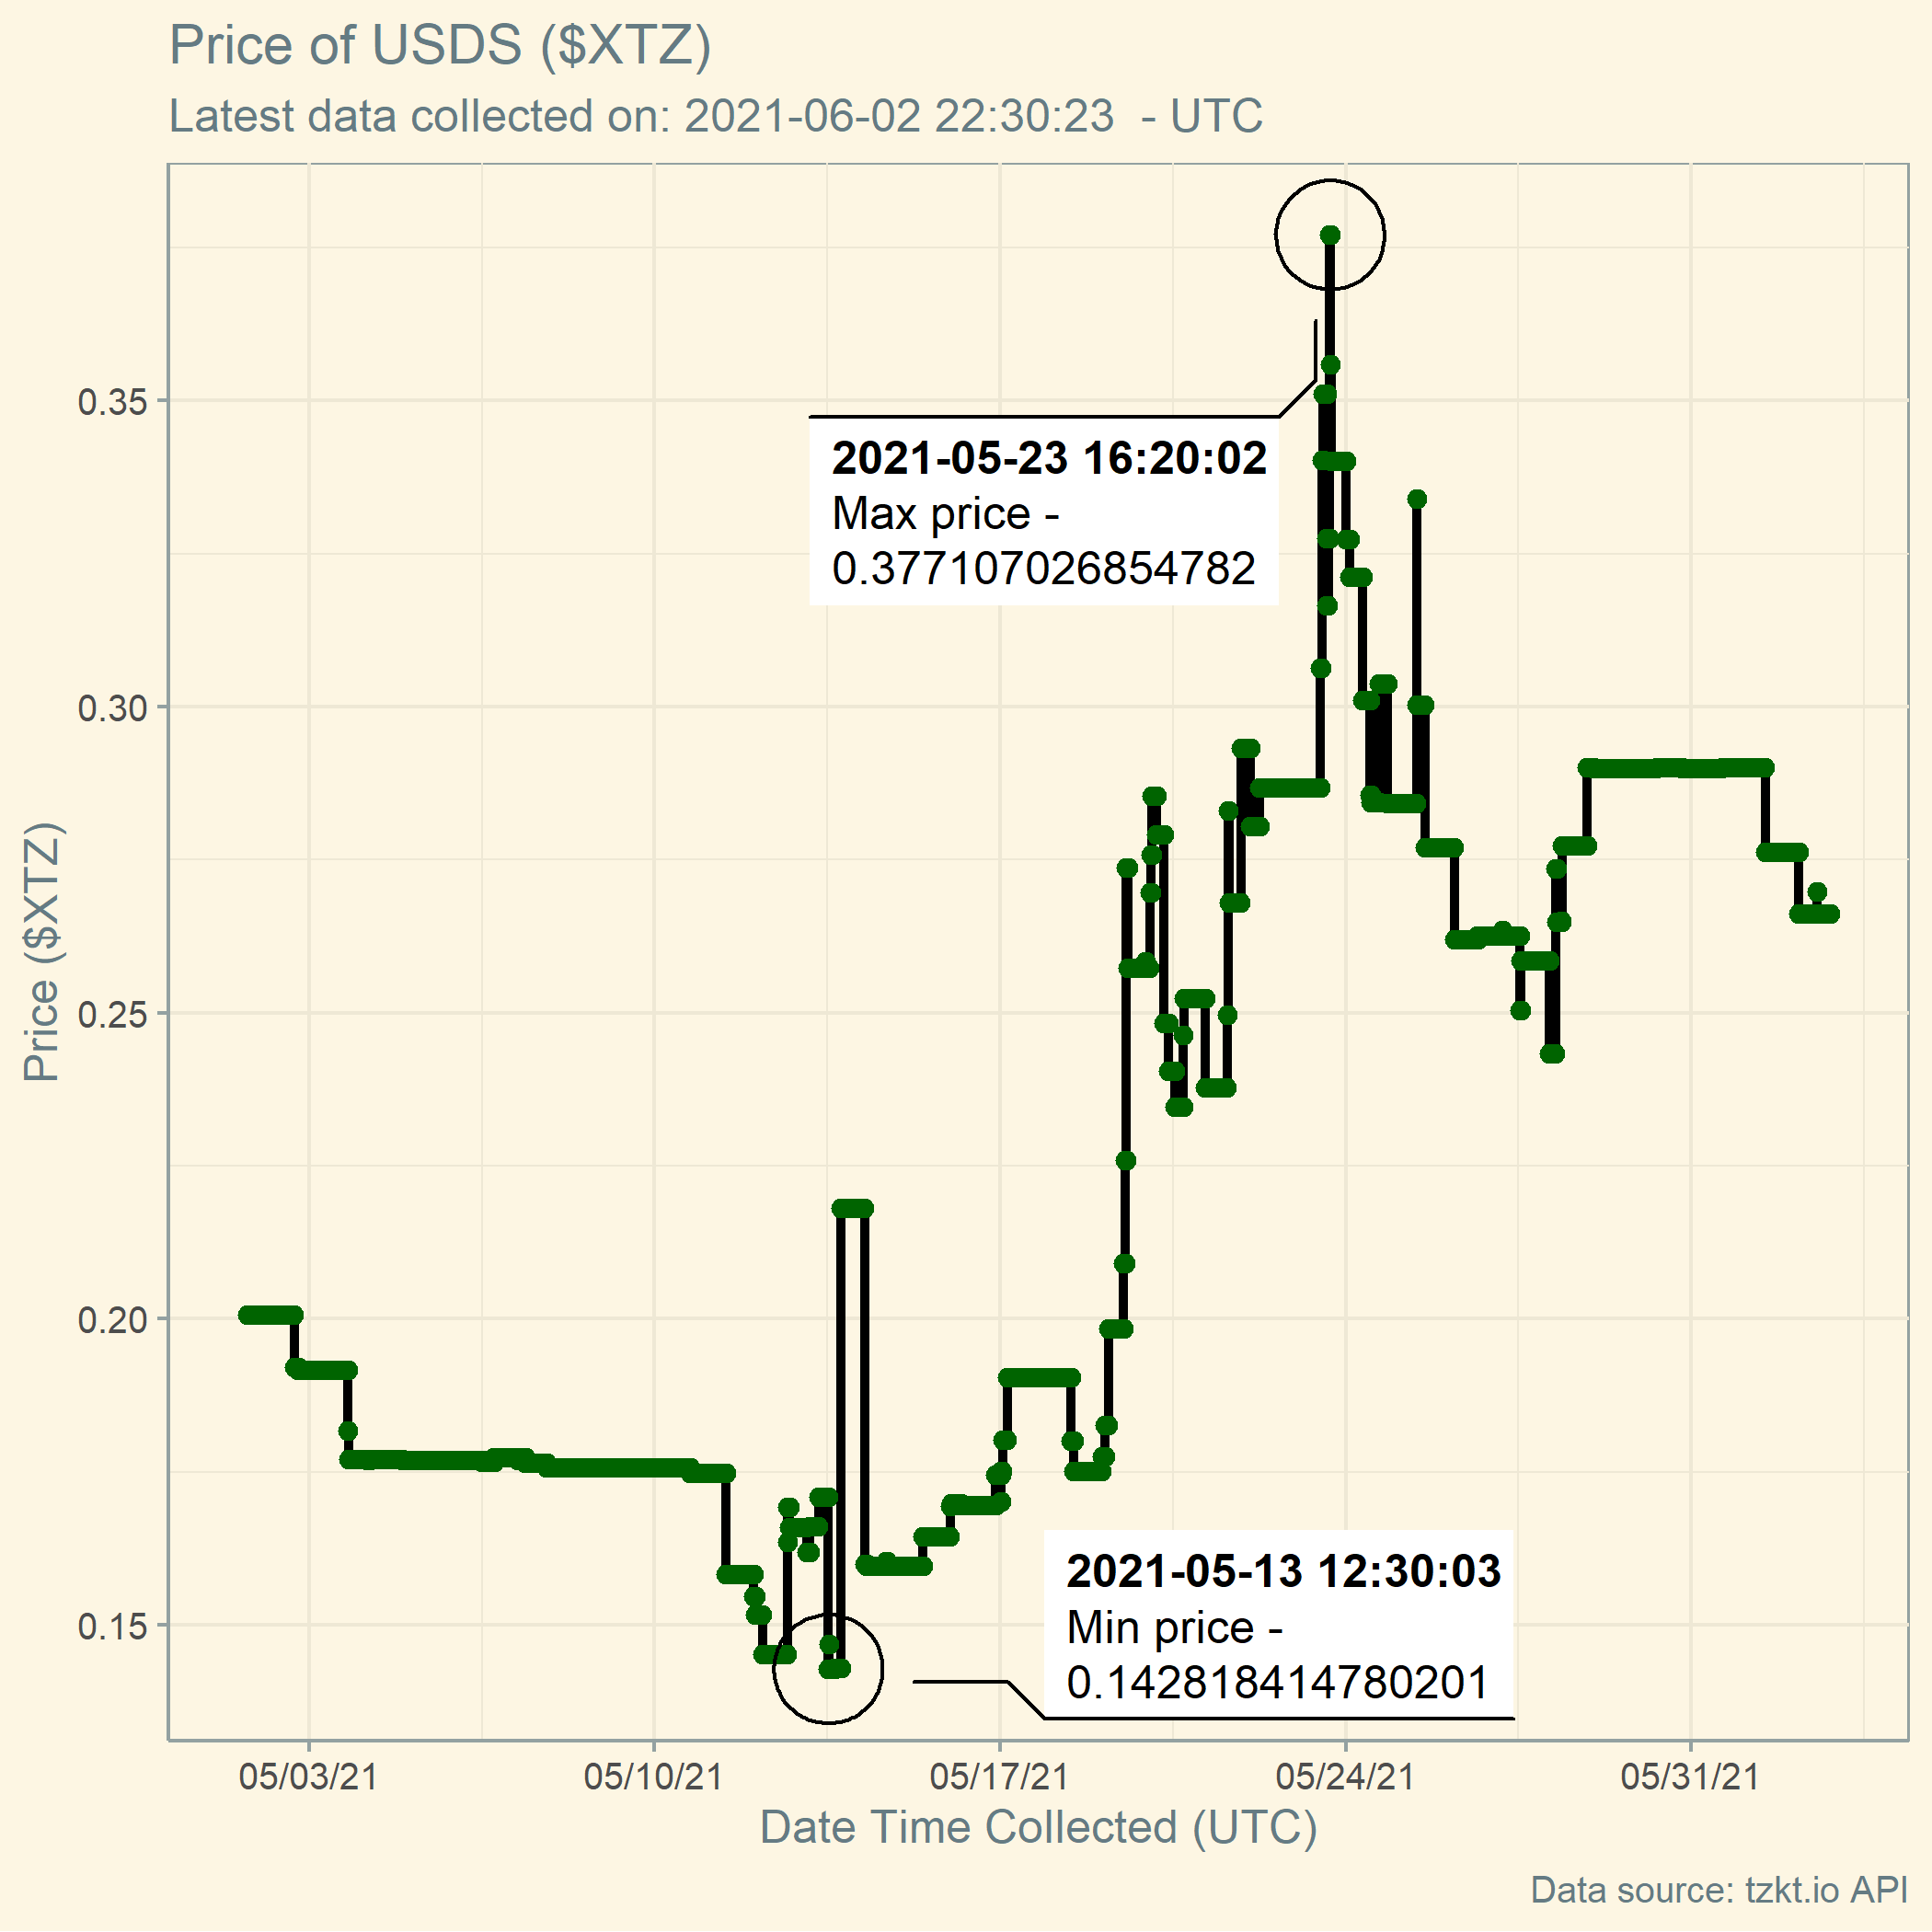 Price of USDS ($XTZ)
Latest data collected on: 2021-06-02 22:30:23  - UTC
Price ($XTZ)
0.35
0.30
0.25
0.20
0.15
2021-05-23 16:20:02
Max price -
0.377107026854782
2021-05-13 12:30:03
Min price -
0.142818414780201
05/03/21
05/10/21
05/17/21
05/24/21
05/31/21
Date Time Collected (UTC)
Data source: tzkt.io API